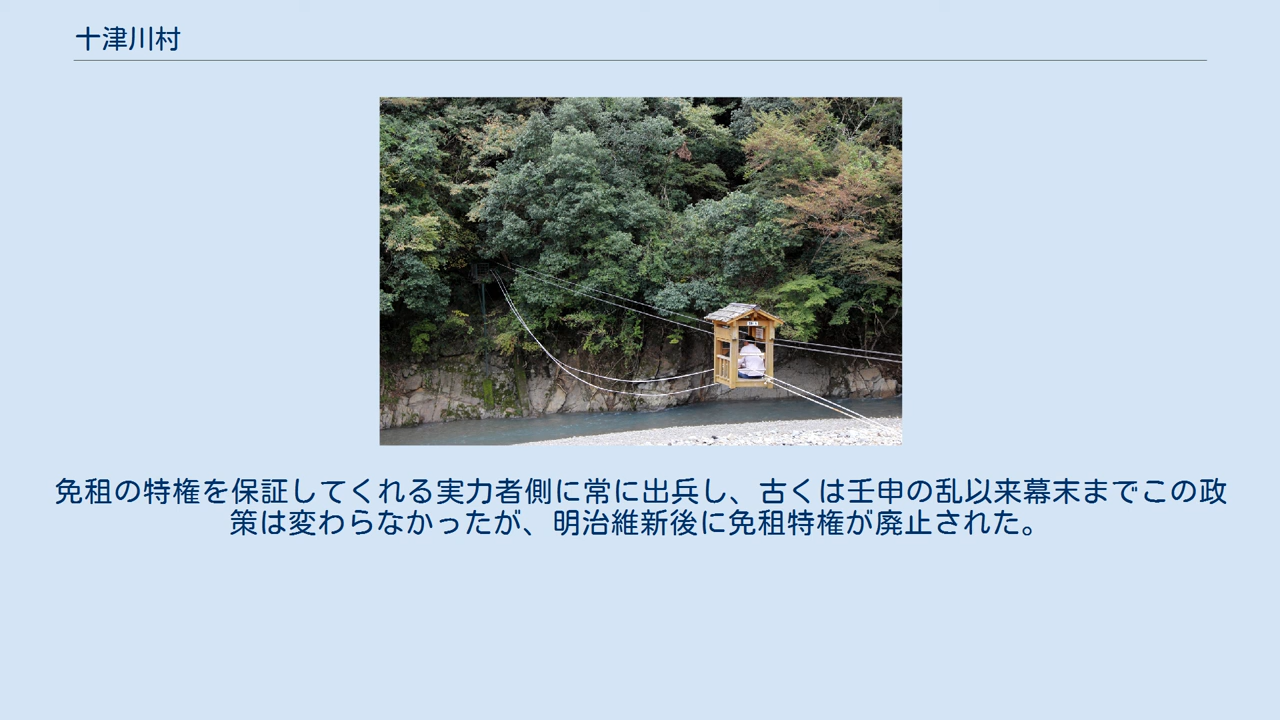 十津川村
免租の特権を保証してくれる実力者側に常に出兵し、古くは壬申の乱以来幕末までこの政
策は変わらなかったが、明治維新後に免租特権が廃止された。